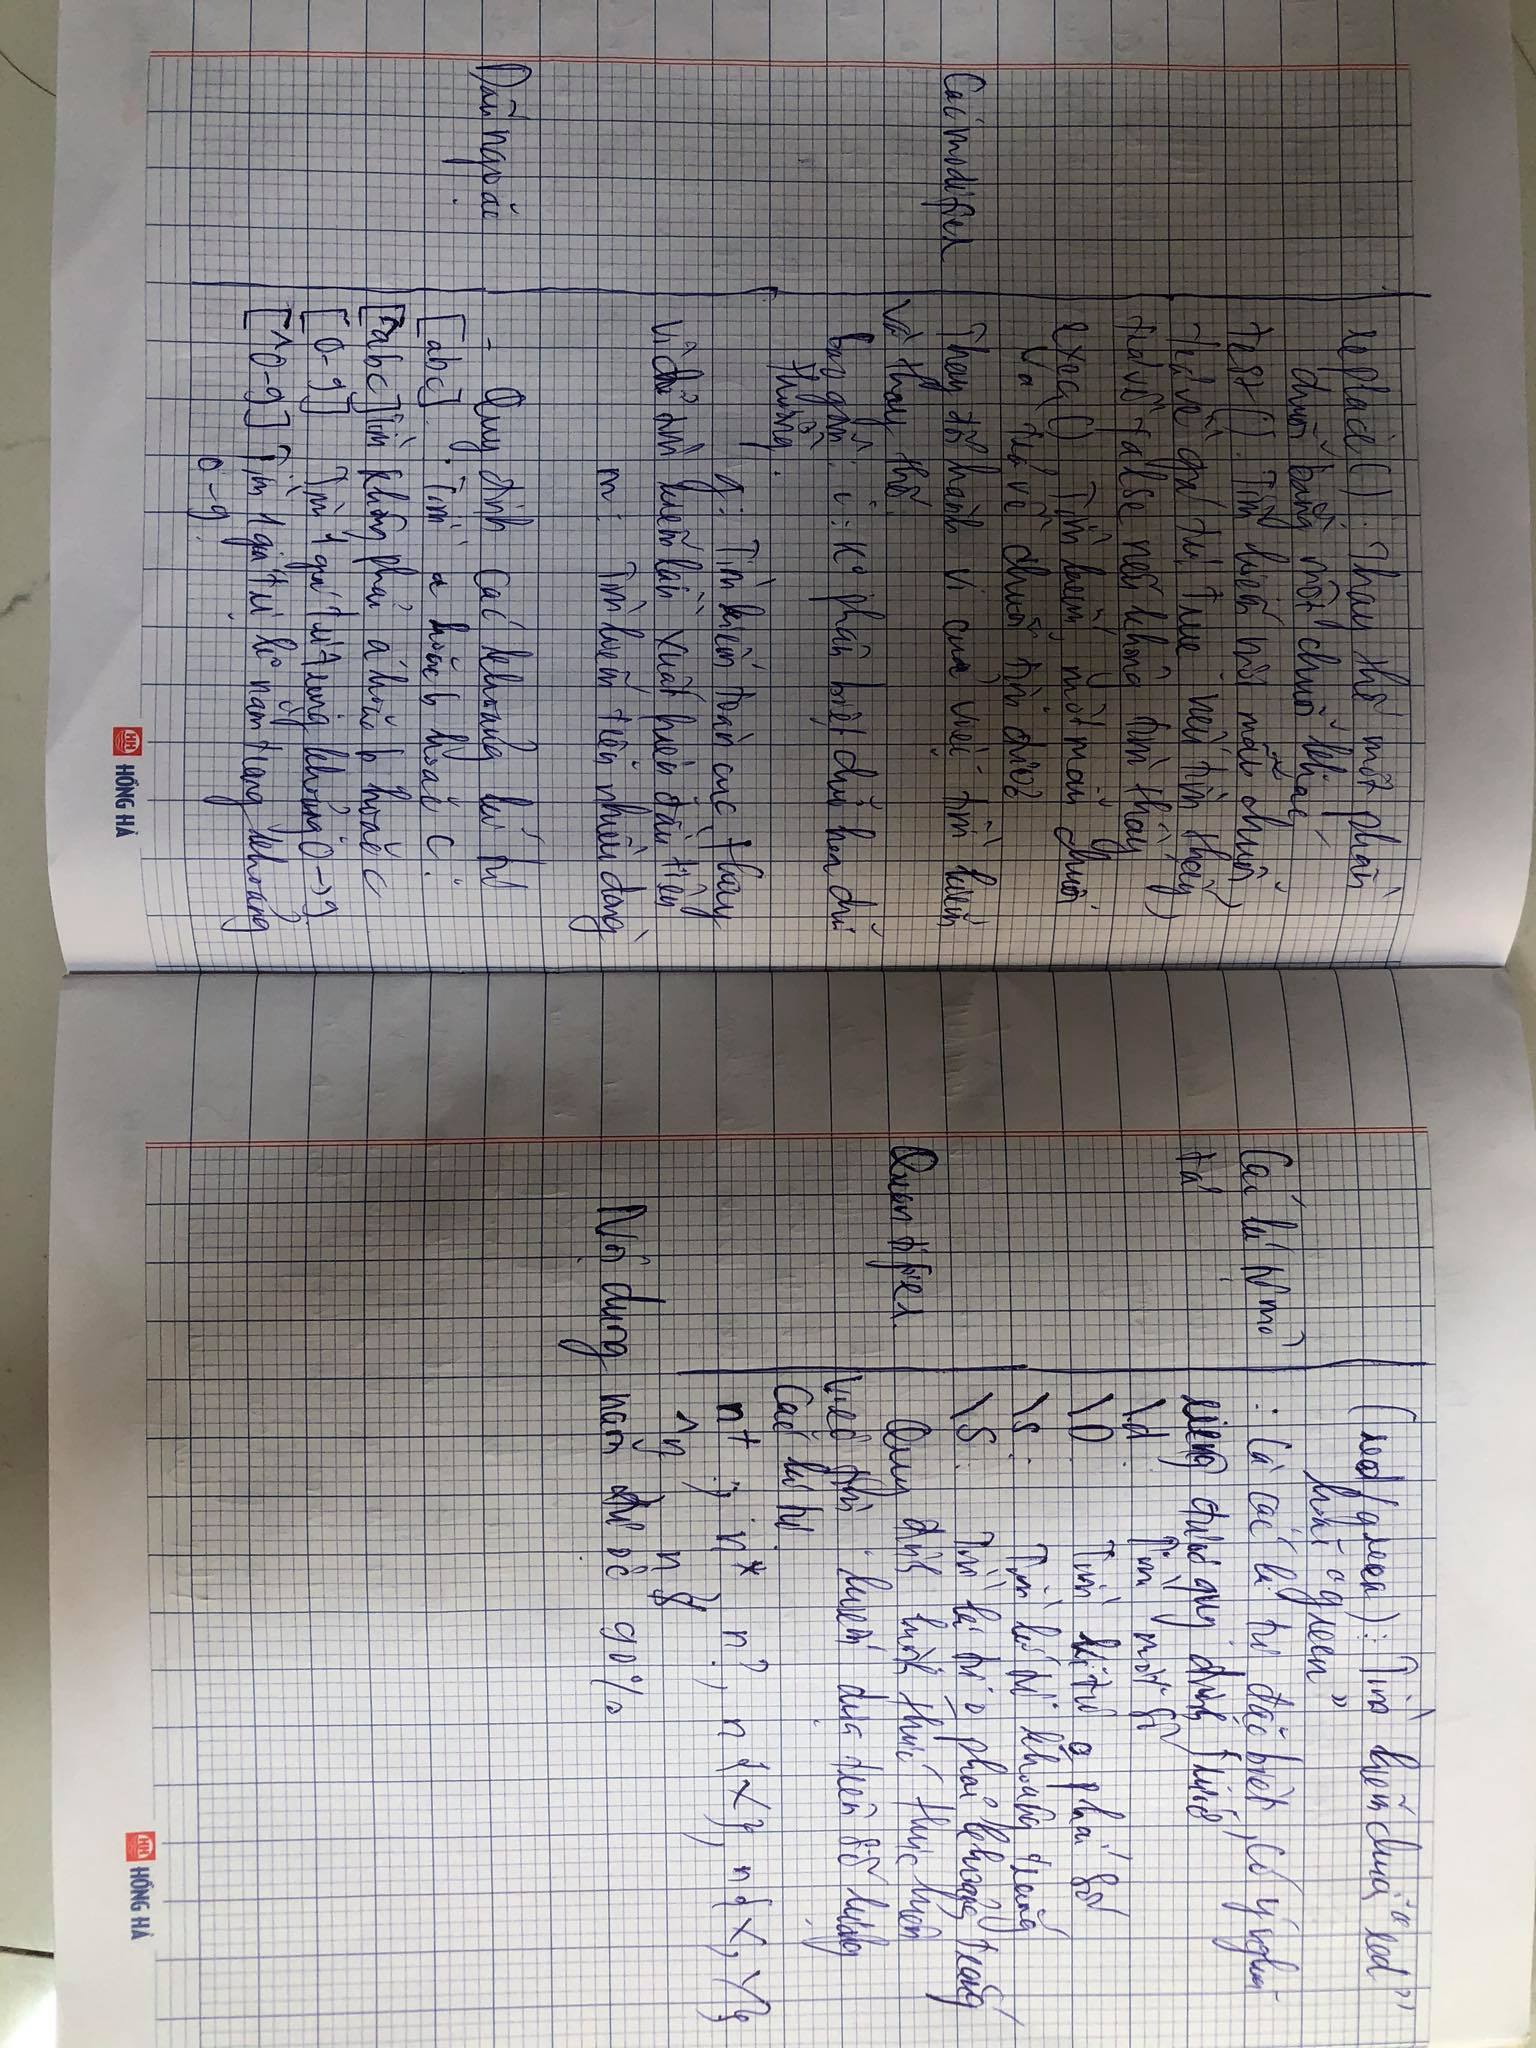 replace(): Thay thế một phần
chuỗi bằng một chuỗi khác
test(): Tìm kiếm một mẫu chuỗi
Trả về giá trị true nếu tìm thấy
trả về false nếu không tìm thấy
exec() Tìm kiếm một mẫu chuỗi
và trả về chuỗi tìm được
Các modifier
Thay đổi hành vi của việc tìm kiếm
và thay thế
bao gồm: i: Ko phân biệt chữ hoa chữ
thường
g: Tìm kiếm toàn cục thay
vì chỉ tìm kiếm lần xuất hiện đầu tiên
m: Tìm kiếm trên nhiều dòng
Dấu ngoặc
- Quy định các khoảng kí tự
[abc]: Tìm a hoặc b hoặc c.
[^abc] Tìm không phải a hoặc b hoặc c
[0-9] Tìm 1 giá trị trong khoảng 0->9
[^0-9] Tìm 1 giá trị ko nằm trong khoảng
0-9.
HH HỒNG HÀ
(red/green): Tìm kiếm chuỗi "red"
hoặc "green"
Các kí tự mô
tả
: Là các kí tự đặc biệt, có ý nghĩa
riêng được quy định trước
\d: Tìm một số
\D: Tìm kí tự phải số
\s: Tìm kí tự khoảng trắng
\S: Tìm kí tự o phải khoảng trắng
Quantifier
Quy định cách thức thực hiện
việc tìm kiếm dựa trên số lượng
các kí tự
n+; n* n?, n{X}, n{X,Y}
^n, n$
Nội dung nắm được 90%
HH HỒNG HÀ